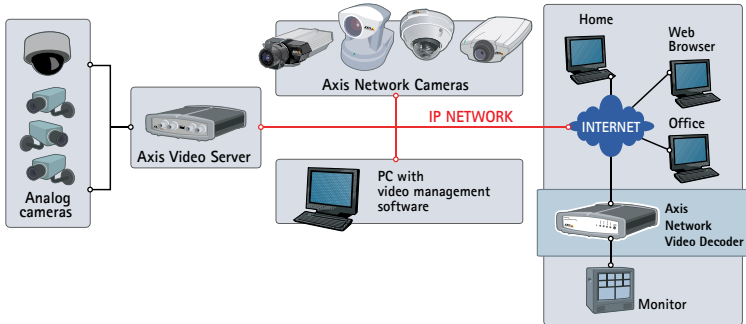 Analog
cameras
Axis Video Server
Axis Network Cameras
IP NETWORK
PC with
video management
software
Home
Web
Browser
INTERNET
Office
Axis
Network
Video Decoder
Monitor